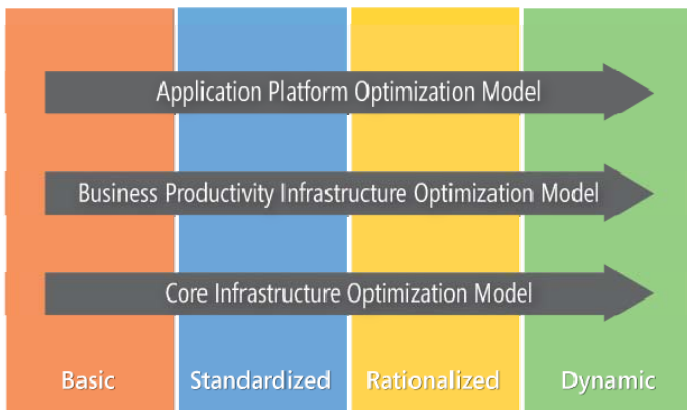 Application Platform Optimization Model
Business Productivity Infrastructure Optimization Model
Core Infrastructure Optimization Model
Basic Standardized Rationalized Dynamic